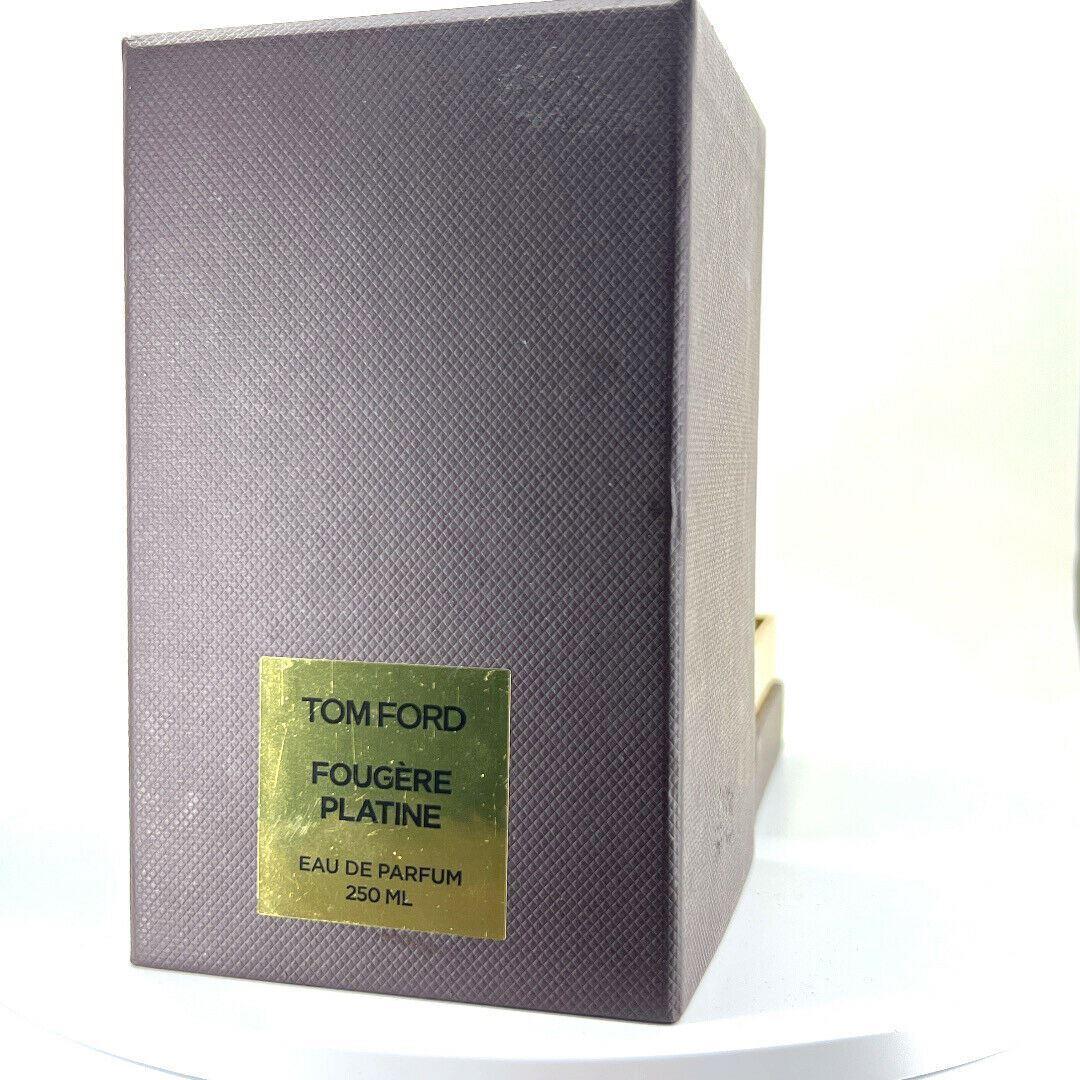 TOM FORD
FOUGÈRE
PLATINE
EAU DE PARFUM
250 ML